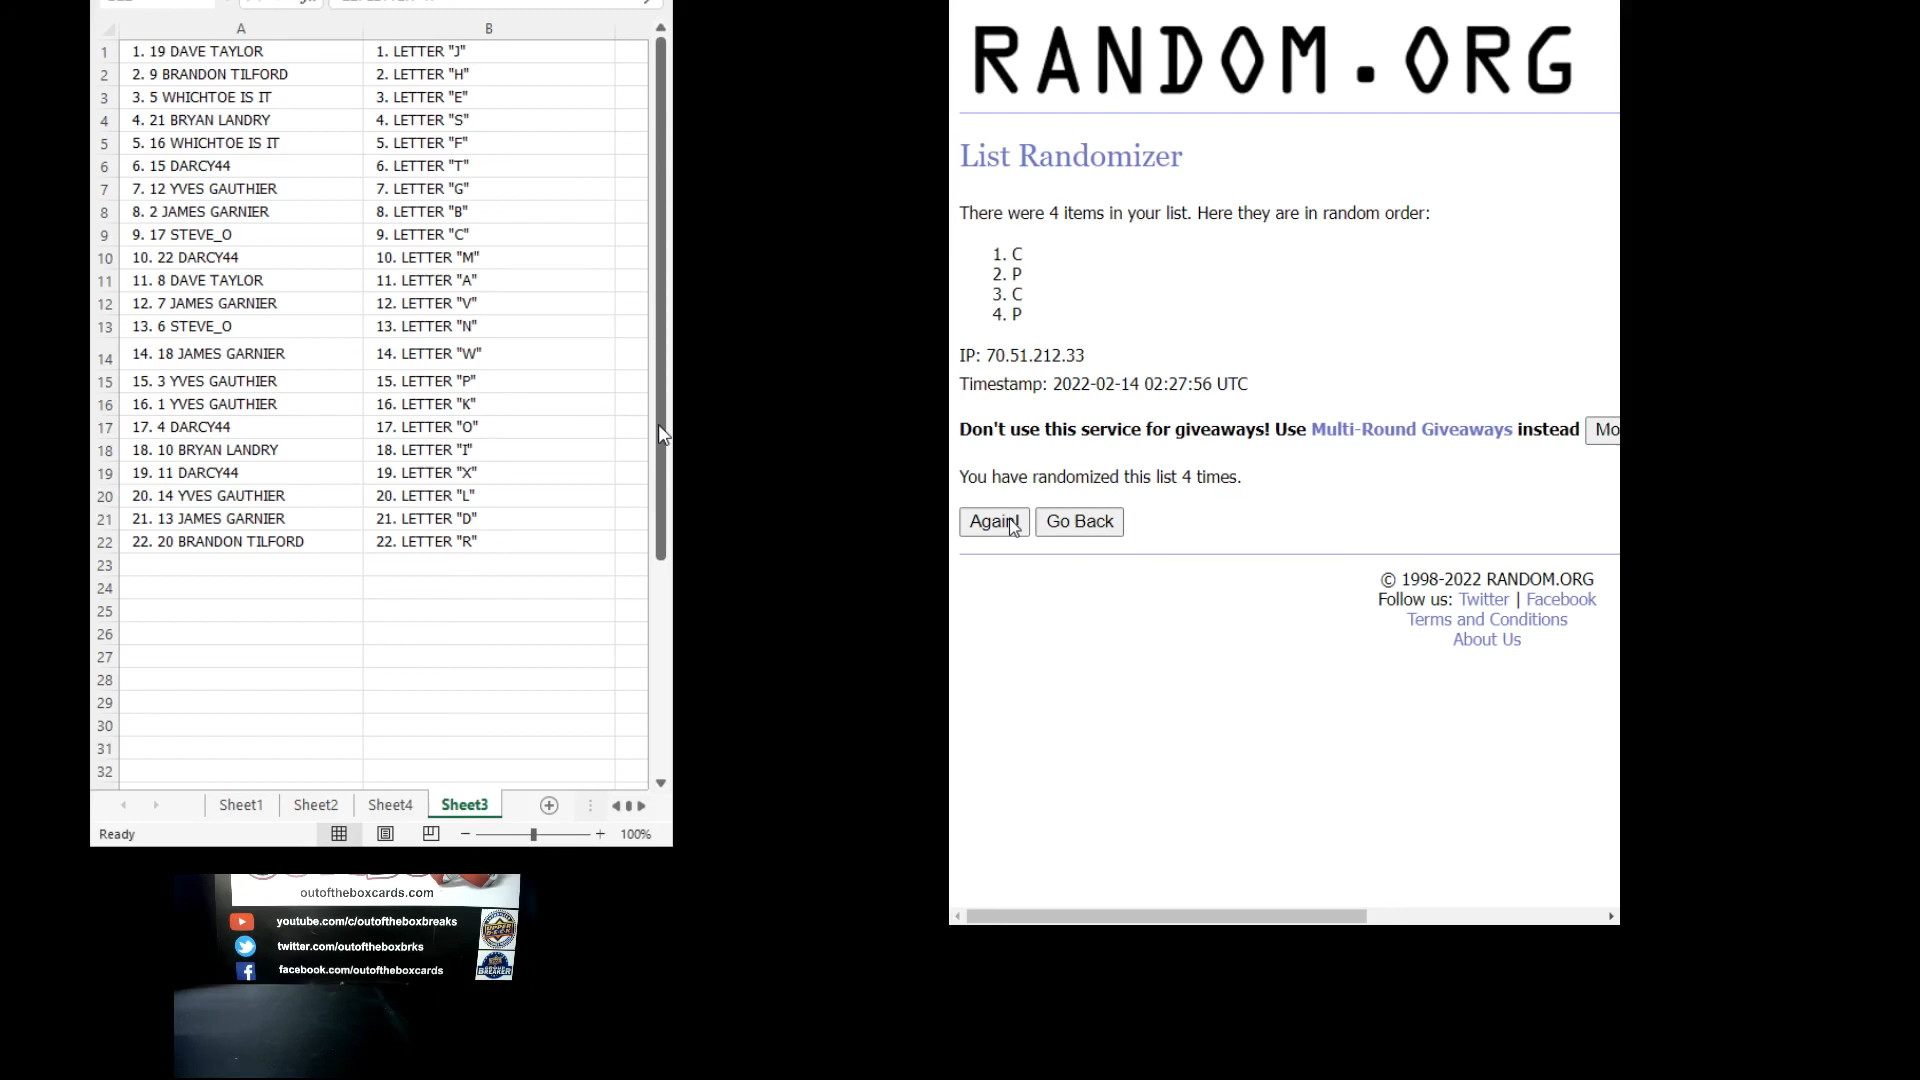 A B
1 1. 19 DAVE TAYLOR 1. LETTER "J"
2 2. 9 BRANDON TILFORD 2. LETTER "H"
3 3. 5 WHICHTOE IS IT 3. LETTER "E"
4 4. 21 BRYAN LANDRY 4. LETTER "S"
5 5. 16 WHICHTOE IS IT 5. LETTER "F"
6 6. 15 DARCY44 6. LETTER "T"
7 7. 12 YVES GAUTHIER 7. LETTER "G"
8 8. 2 JAMES GARNIER 8. LETTER "B"
9 9. 17 STEVE_O 9. LETTER "C"
10 10. 22 DARCY44 10. LETTER "M"
11 11. 8 DAVE TAYLOR 11. LETTER "A"
12 12. 7 JAMES GARNIER 12. LETTER "V"
13 13. 6 STEVE_O 13. LETTER "N"
14 14. 18 JAMES GARNIER 14. LETTER "W"
15 15. 3 YVES GAUTHIER 15. LETTER "P"
16 16. 1 YVES GAUTHIER 16. LETTER "K"
17 17. 4 DARCY44 17. LETTER "O"
18 18. 10 BRYAN LANDRY 18. LETTER "I"
19 19. 11 DARCY44 19. LETTER "X"
20 20. 14 YVES GAUTHIER 20. LETTER "L"
21 21. 13 JAMES GARNIER 21. LETTER "D"
22 22. 20 BRANDON TILFORD 22. LETTER "R"
23
24
25
26
27
28
29
30
31
32
Sheet1 Sheet2 Sheet4 Sheet3
Ready 100%
outoftheboxcards.com
youtube.com/c/outoftheboxbreaks
twitter.com/outoftheboxbrks
facebook.com/outoftheboxcards
UPPER DECK
GROUP BREAKER
RANDOM.ORG
List Randomizer
There were 4 items in your list. Here they are in random order:
1. C
2. P
3. C
4. P
IP: 70.51.212.33
Timestamp: 2022-02-14 02:27:56 UTC
Don't use this service for giveaways! Use Multi-Round Giveaways instead Mo
You have randomized this list 4 times.
Again! Go Back
© 1998-2022 RANDOM.ORG
Follow us: Twitter | Facebook
Terms and Conditions
About Us